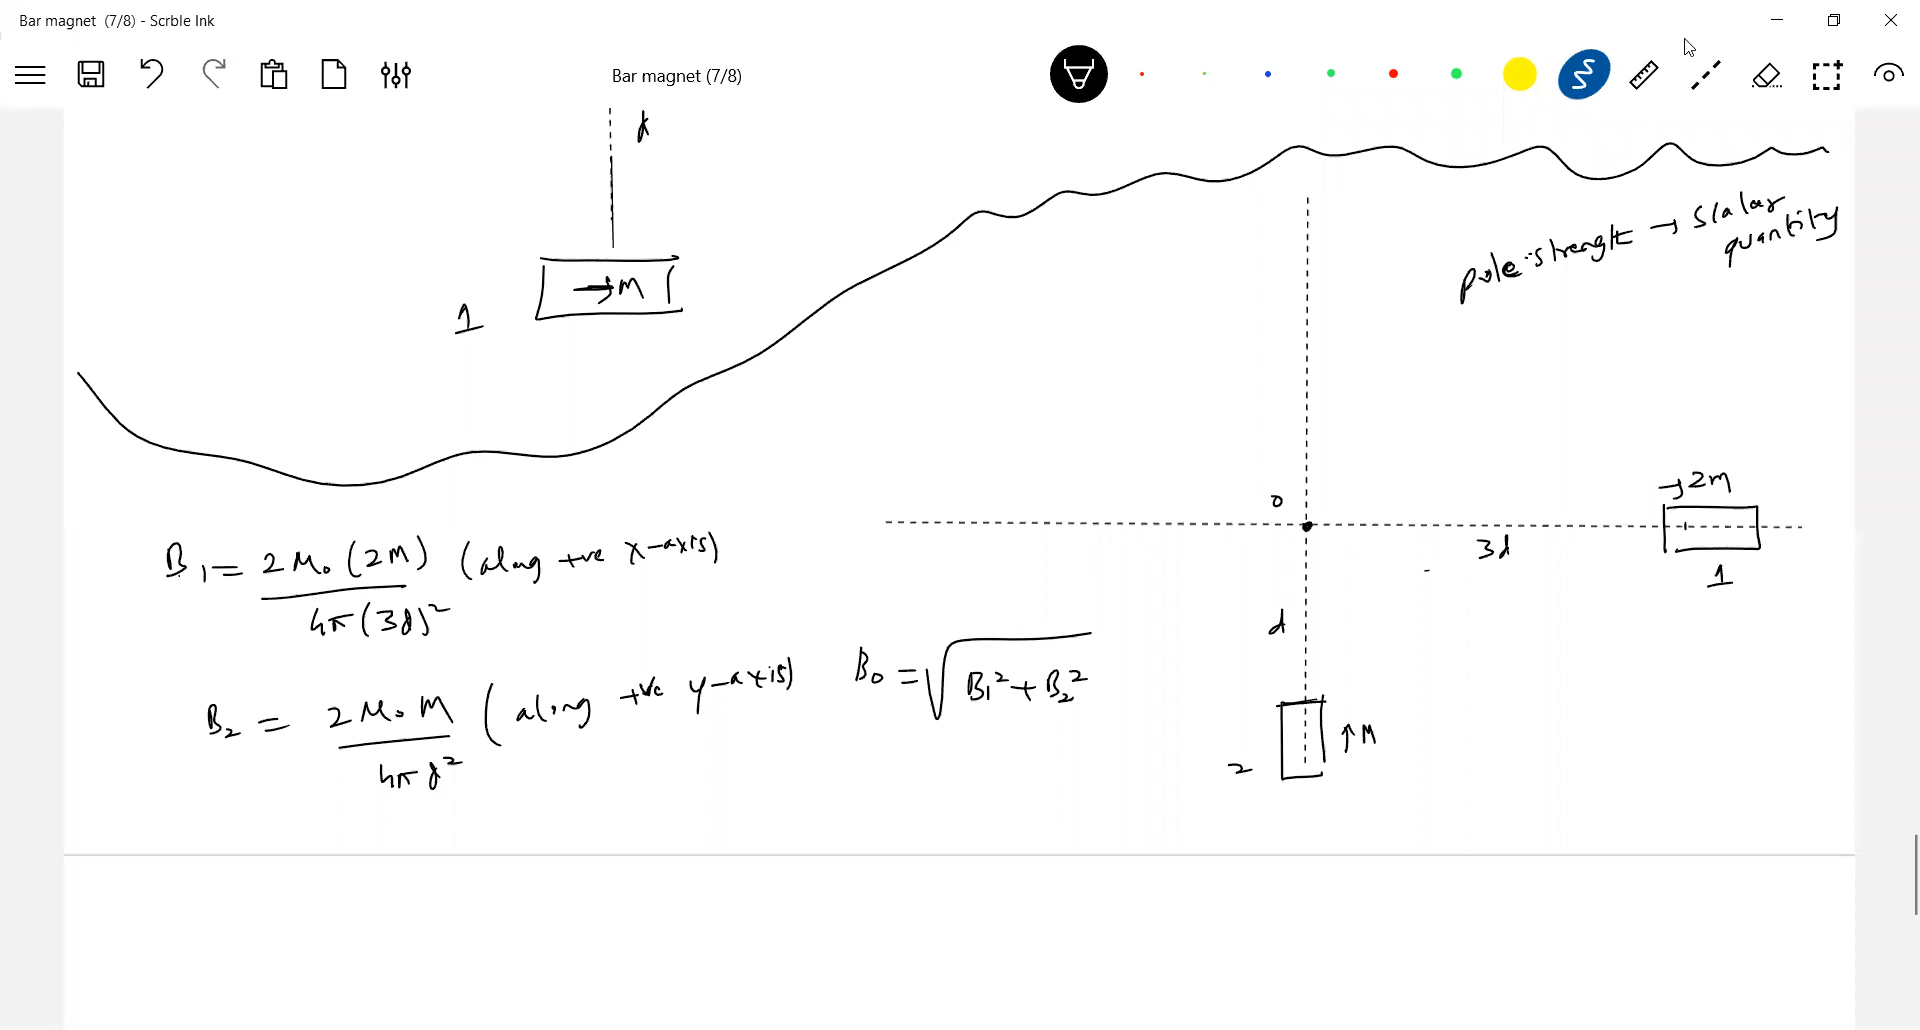 Bar magnet (7/8) - Scrble Ink
Bar magnet (7/8)
d
→ M
1
pole-strenght → Scalar
quantity
→ 2M
O
3d
1
B₁ = 2μ₀(2M) / 4π(3d)² (along +ve x-axis)
d
B₂ = 2μ₀M / 4πd² (along +ve y-axis)
B₀ = √(B₁² + B₂²)
↑ M
2